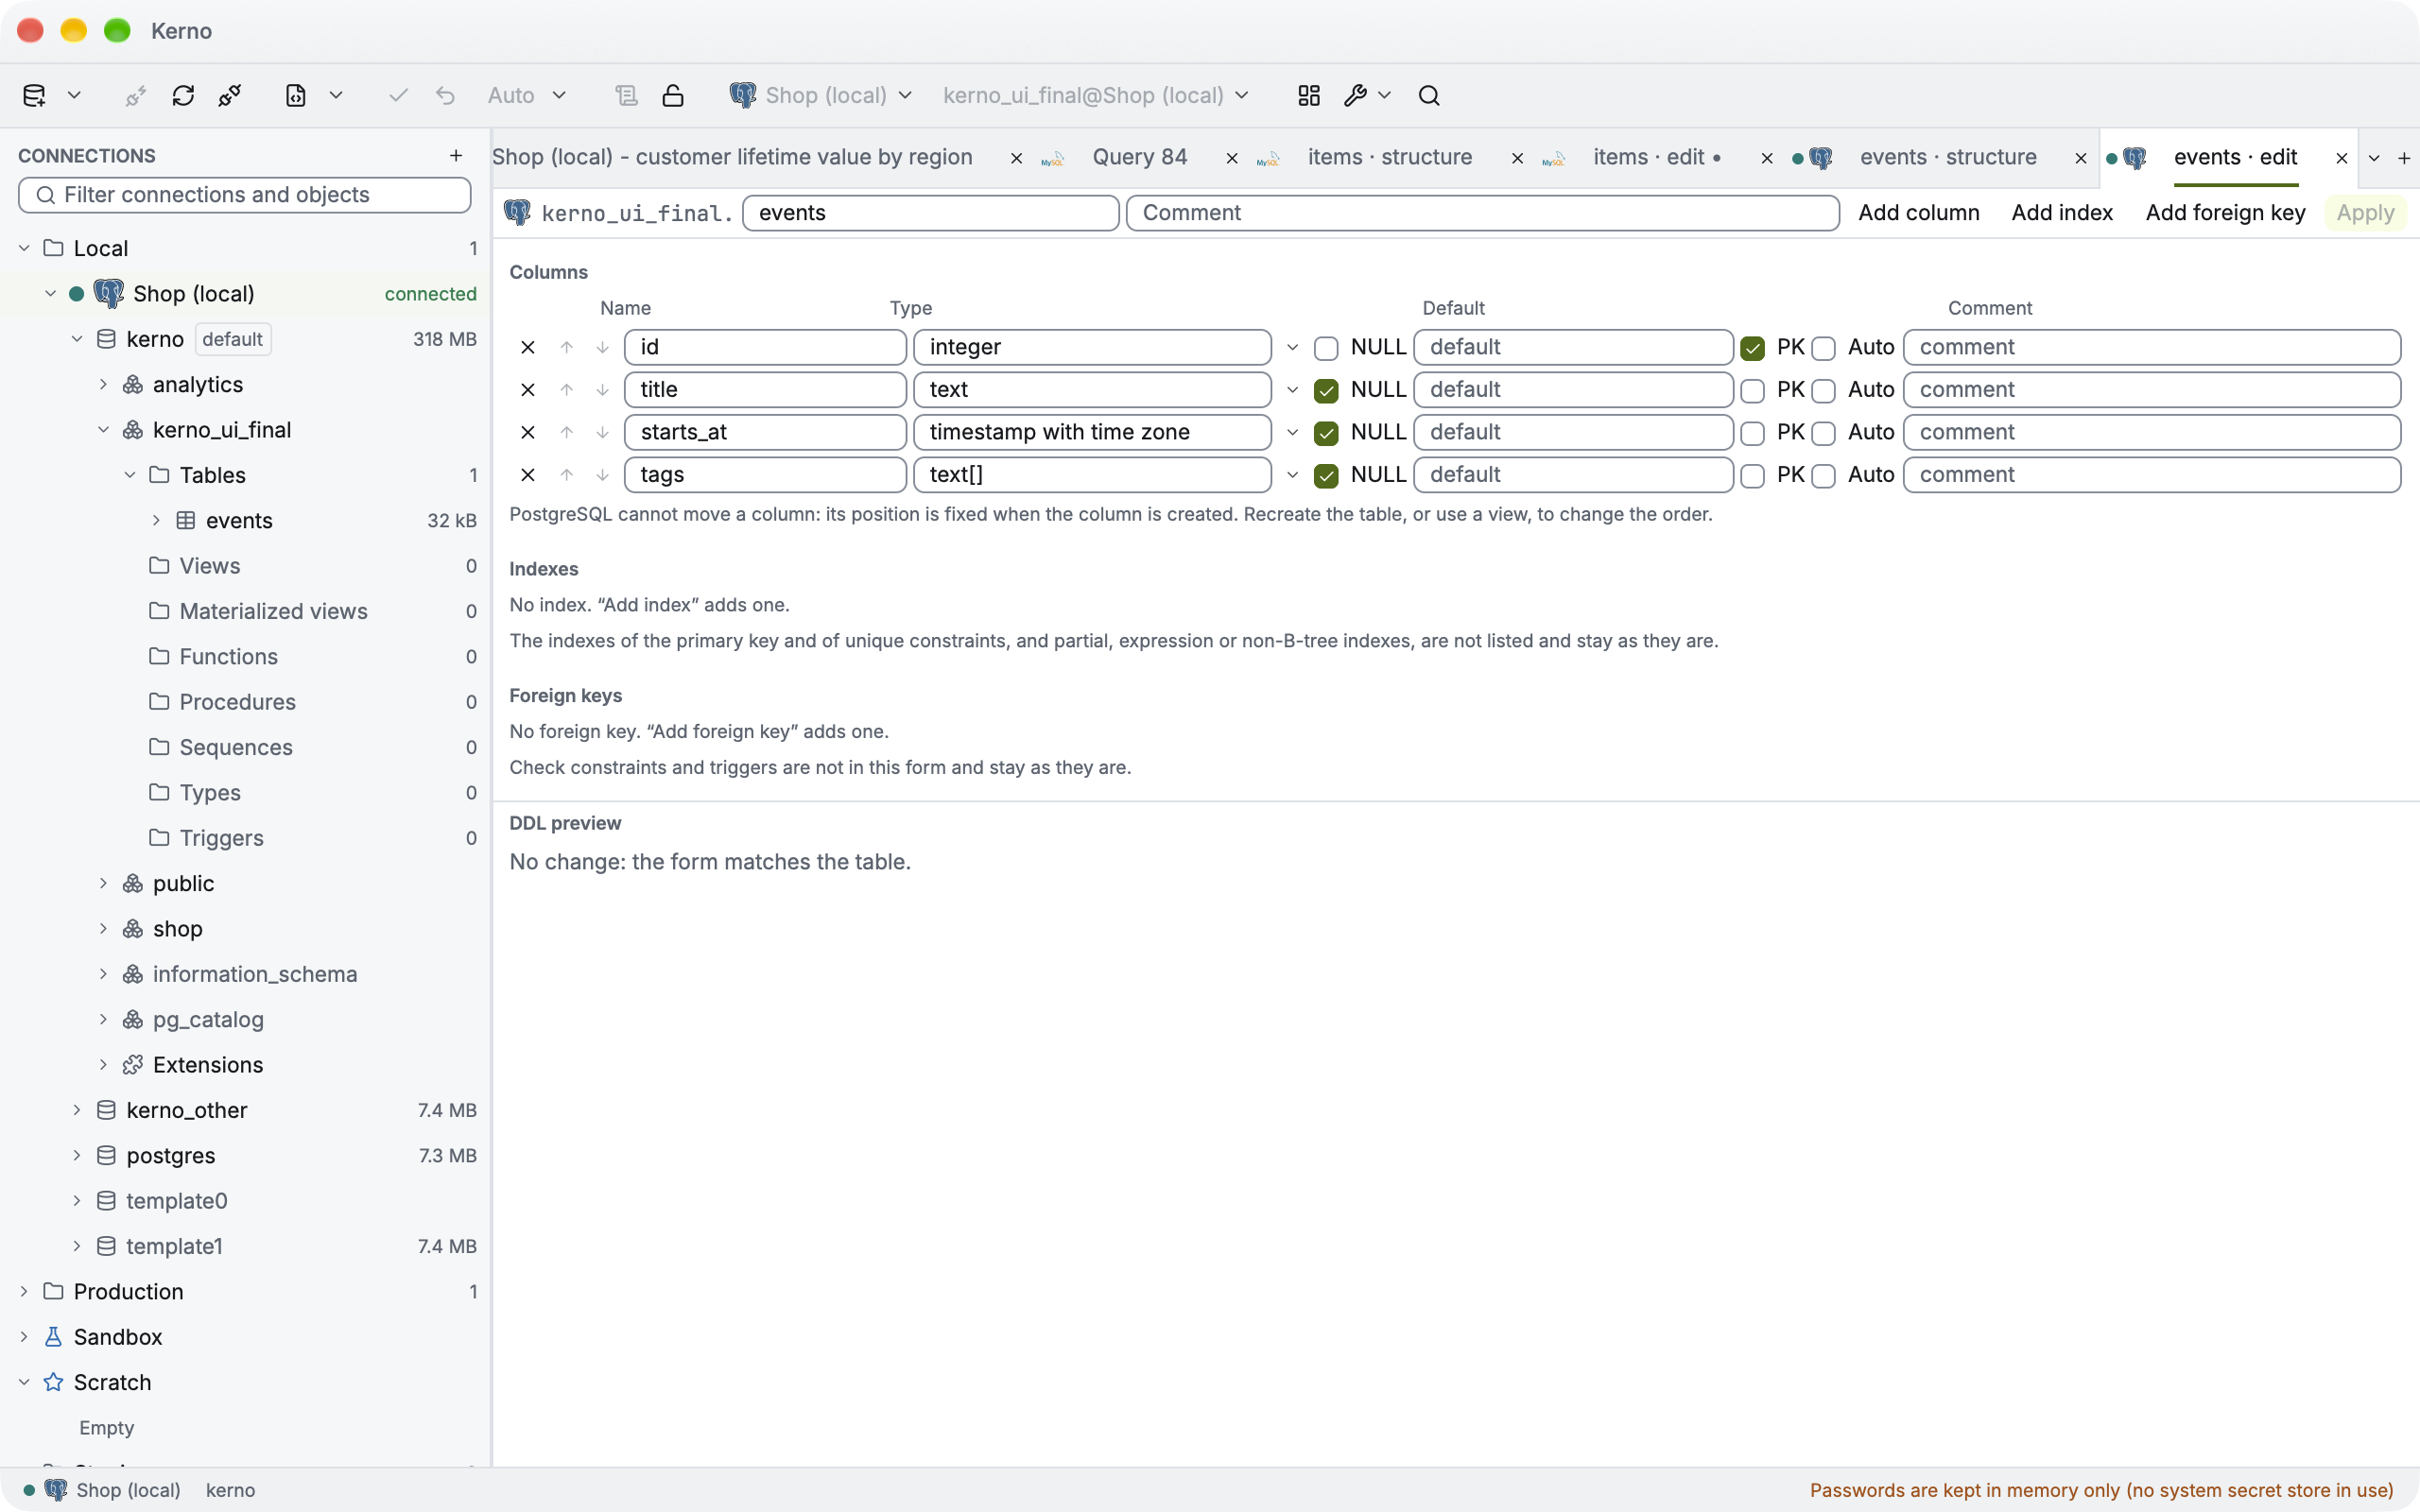 Kerno
Auto
Shop (local)
kerno_ui_final@Shop (local)
CONNECTIONS
Filter connections and objects
Local 1
Shop (local) connected
kerno default 318 MB
analytics
kerno_ui_final
Tables 1
events 32 kB
Views 0
Materialized views 0
Functions 0
Procedures 0
Sequences 0
Types 0
Triggers 0
public
shop
information_schema
pg_catalog
Extensions
kerno_other 7.4 MB
postgres 7.3 MB
template0
template1 7.4 MB
Production 1
Sandbox
Scratch
Empty
Shop (local) - customer lifetime value by region
MySQL Query 84
MySQL items · structure
MySQL items · edit •
events · structure
events · edit
kerno_ui_final. events Comment Add column Add index Add foreign key Apply
Columns
Name Type Default Comment
id integer NULL default PK Auto comment
title text NULL default PK Auto comment
starts_at timestamp with time zone NULL default PK Auto comment
tags text[] NULL default PK Auto comment
PostgreSQL cannot move a column: its position is fixed when the column is created. Recreate the table, or use a view, to change the order.
Indexes
No index. “Add index” adds one.
The indexes of the primary key and of unique constraints, and partial, expression or non-B-tree indexes, are not listed and stay as they are.
Foreign keys
No foreign key. “Add foreign key” adds one.
Check constraints and triggers are not in this form and stay as they are.
DDL preview
No change: the form matches the table.
Shop (local) kerno
Passwords are kept in memory only (no system secret store in use)